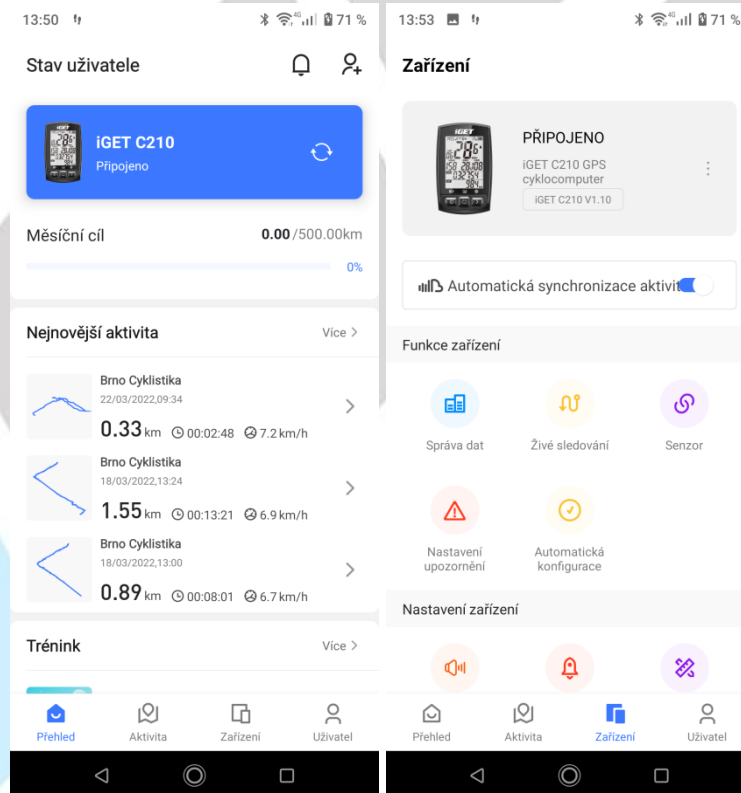 13:50 4G 71 %
Stav uživatele
iGET C210
Připojeno
Měsíční cíl 0.00/500.00km
0%
Nejnovější aktivita Více >
Brno Cyklistika
22/03/2022,09:34
0.33 km 00:02:48 7.2 km/h
Brno Cyklistika
18/03/2022,13:24
1.55 km 00:13:21 6.9 km/h
Brno Cyklistika
18/03/2022,13:00
0.89 km 00:08:01 6.7 km/h
Trénink Více >
Přehled Aktivita Zařízení Uživatel
13:53 4G 71 %
Zařízení
iGET
PŘIPOJENO
iGET C210 GPS
cyklocomputer
iGET C210 V1.10
Automatická synchronizace aktivit
Funkce zařízení
Správa dat Živé sledování Senzor
Nastavení
upozornění
Automatická
konfigurace
Nastavení zařízení
Přehled Aktivita Zařízení Uživatel